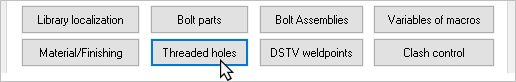 Library localization Bolt parts Bolt Assemblies Variables of macros
Material/Finishing Threaded holes DSTV weldpoints Clash control